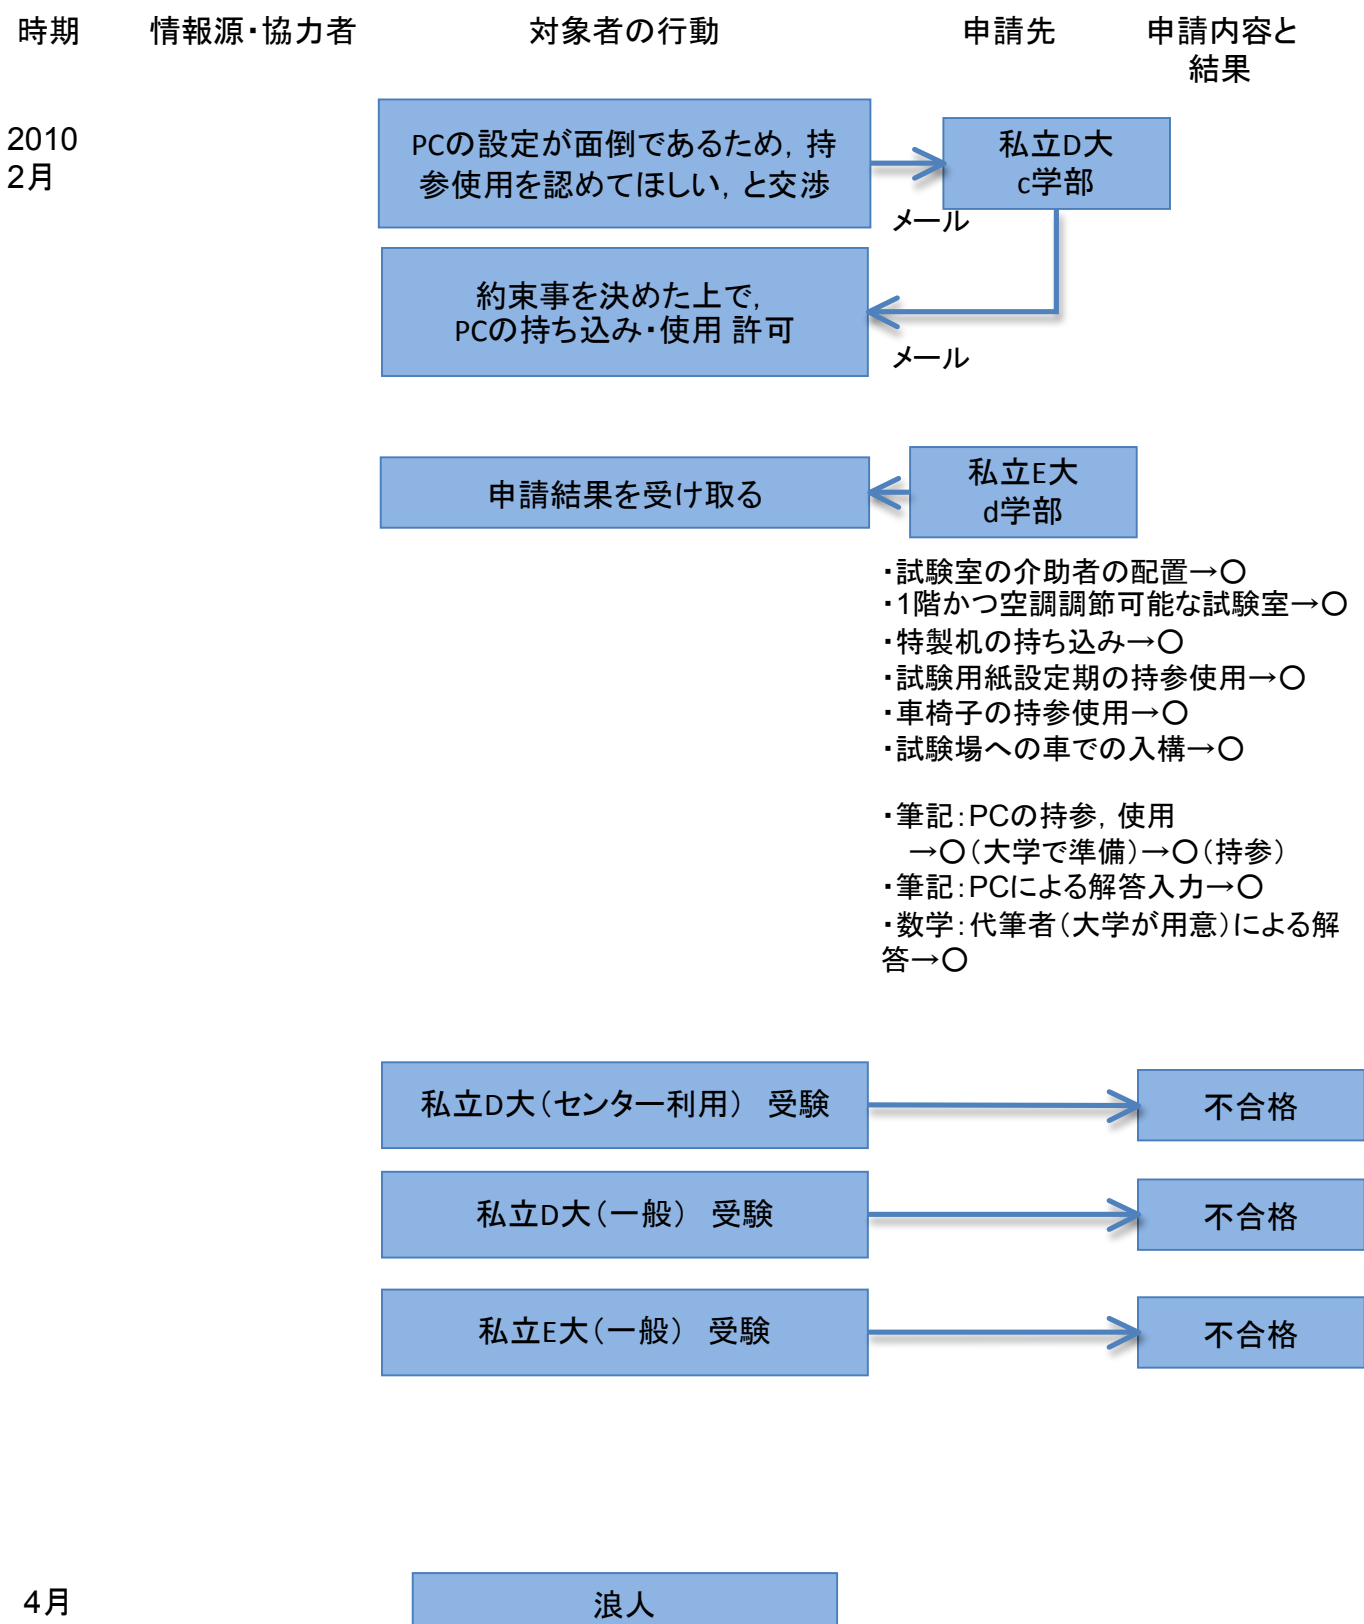 時期
情報源・協力者
対象者の行動
申請先
申請内容と
結果
2010
2月
PCの設定が面倒であるため，持
参使用を認めてほしい，と交渉
私立D大
c学部
メール
約束事を決めた上で，
PCの持ち込み・使用 許可
メール
申請結果を受け取る
私立E大
d学部
・試験室の介助者の配置→○
・1階かつ空調調節可能な試験室→○
・特製机の持ち込み→○
・試験用紙設定期の持参使用→○
・車椅子の持参使用→○
・試験場への車での入構→○
・筆記：PCの持参，使用
→○（大学で準備）→○（持参）
・筆記：PCによる解答入力→○
・数学：代筆者（大学が用意）による解
答→○
私立D大（センター利用） 受験
不合格
私立D大（一般） 受験
不合格
私立E大（一般） 受験
不合格
4月
浪人